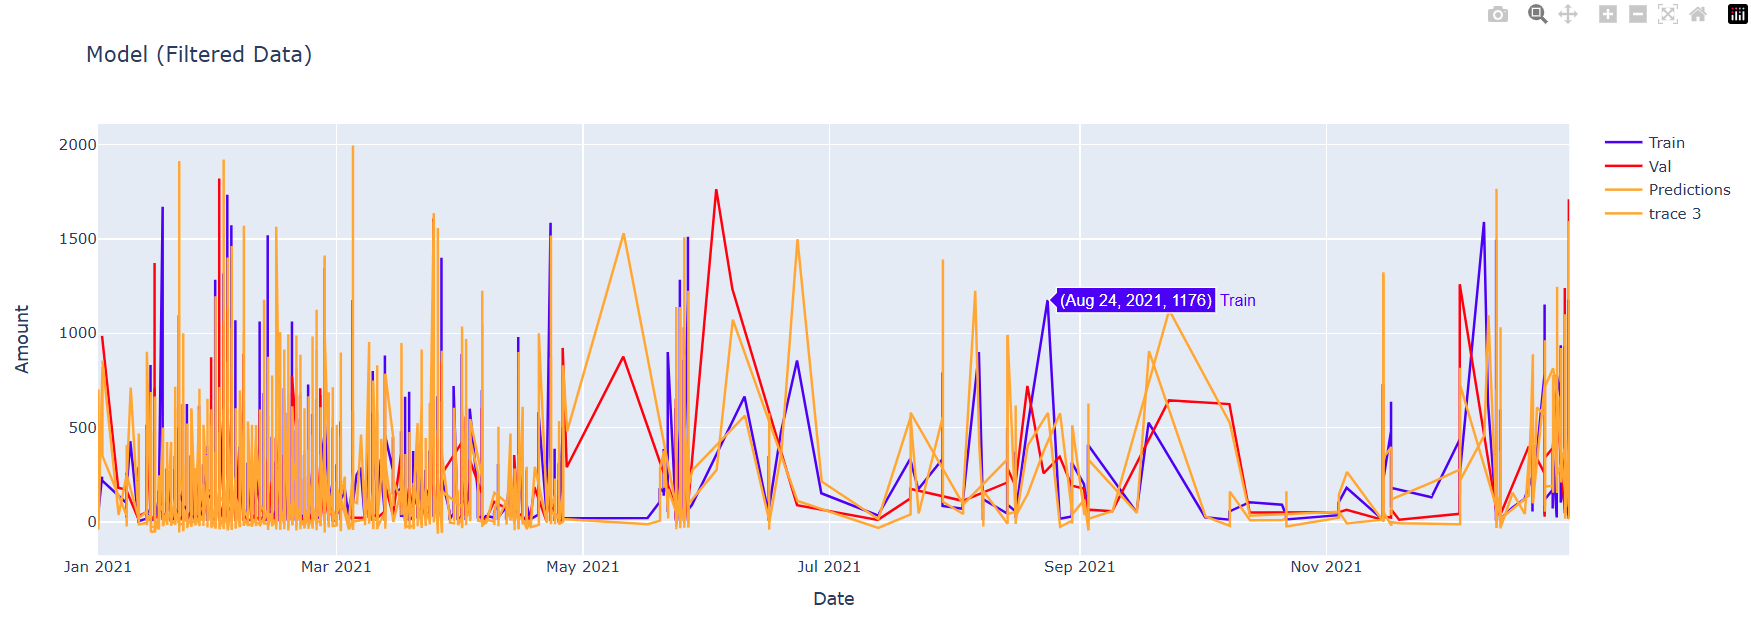 Model (Filtered Data)
2000
1500
1000
500
0
Amount
Jan 2021
Mar 2021
May 2021
Jul 2021
Sep 2021
Nov 2021
Date
(Aug 24, 2021, 1176) Train
Train
Val
Predictions
trace 3